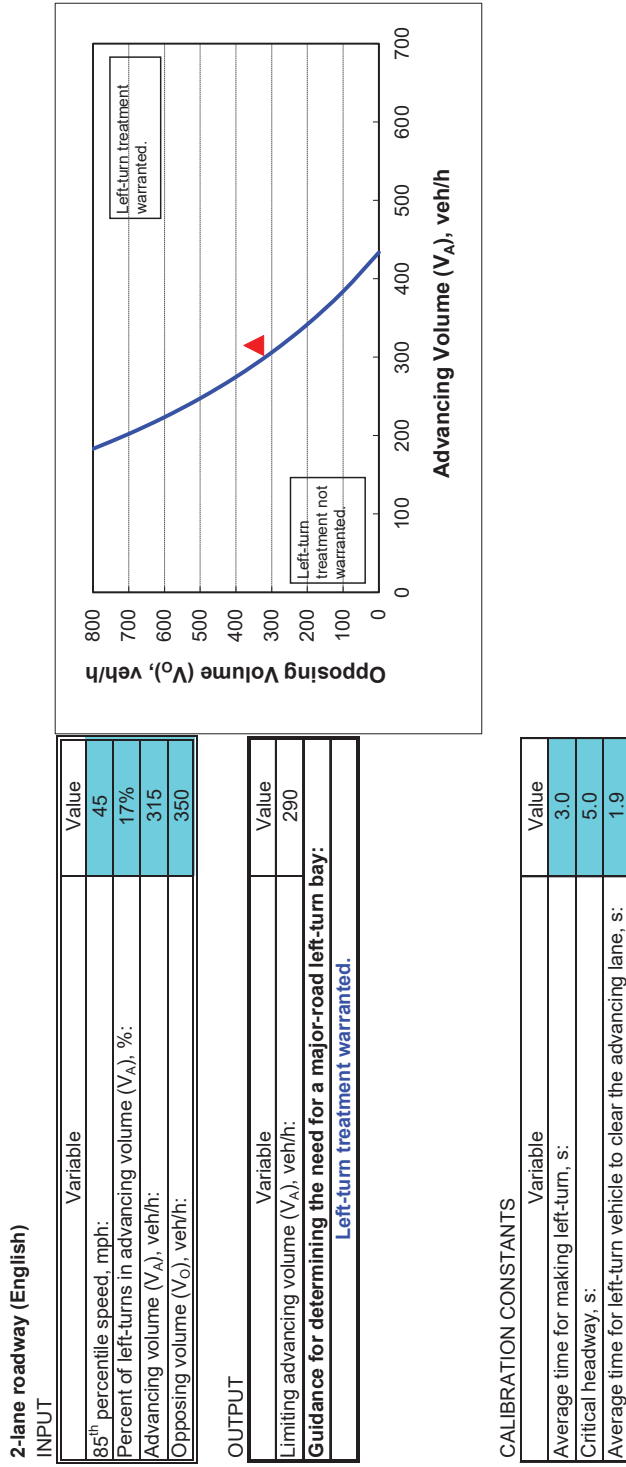 2-lane roadway (English)
INPUT
Variable Value
85th percentile speed, mph: 45
Percent of left-turns in advancing volume (VA), %: 17%
Advancing volume (VA), veh/h: 315
Opposing volume (VO), veh/h: 350
OUTPUT
Variable Value
Limiting advancing volume (VA), veh/h: 290
Guidance for determining the need for a major-road left-turn bay:
Left-turn treatment warranted.
CALIBRATION CONSTANTS
Variable Value
Average time for making left-turn, s: 3.0
Critical headway, s: 5.0
Average time for left-turn vehicle to clear the advancing lane, s: 1.9
Opposing Volume (VO), veh/h
800
700
600
500
400
300
200
100
0
Left-turn treatment
warranted.
Left-turn
treatment not
warranted.
0 100 200 300 400 500 600 700
Advancing Volume (VA), veh/h